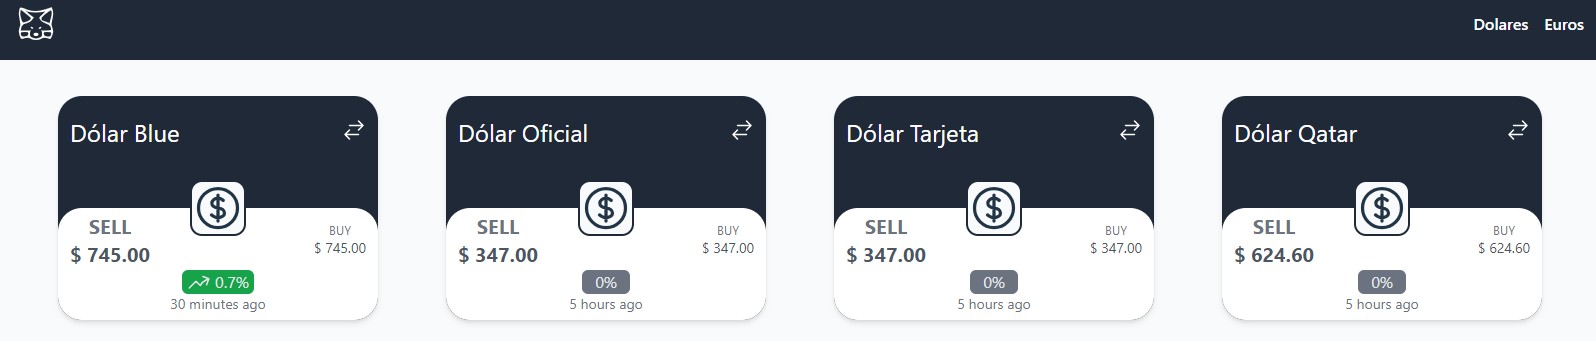 Dolares Euros
Dólar Blue
SELL
$ 745.00
BUY
$ 745.00
0.7%
30 minutes ago
Dólar Oficial
SELL
$ 347.00
BUY
$ 347.00
0%
5 hours ago
Dólar Tarjeta
SELL
$ 347.00
BUY
$ 347.00
0%
5 hours ago
Dólar Qatar
SELL
$ 624.60
BUY
$ 624.60
0%
5 hours ago